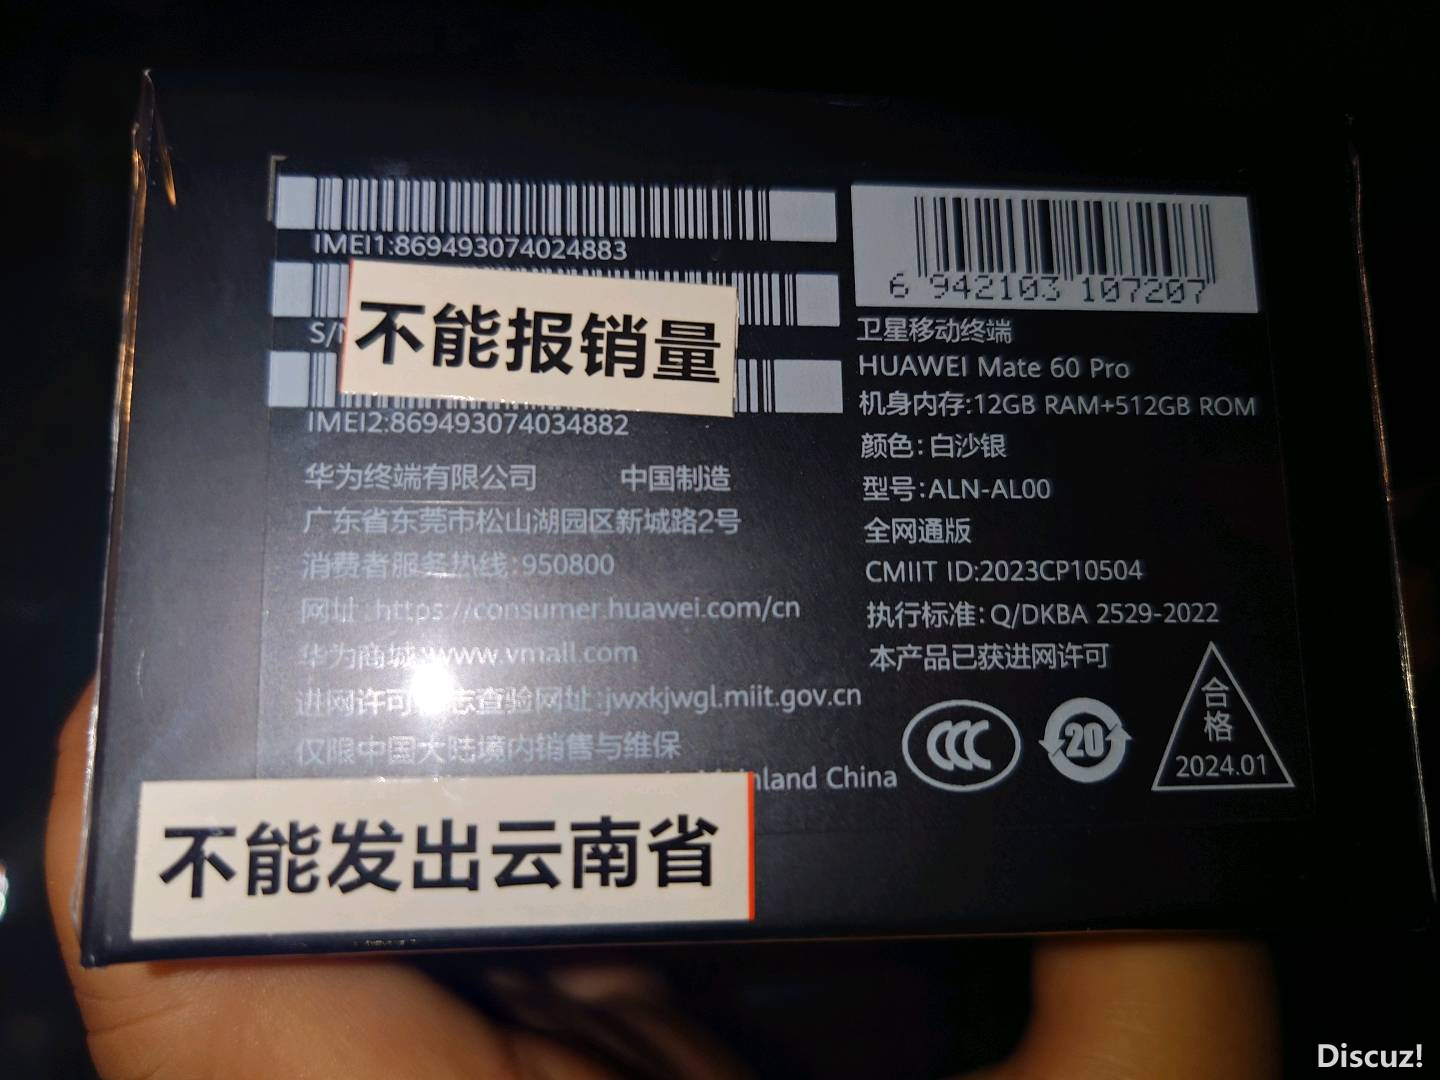 IMEI1:869493074024883
不能报销量
S/N
IMEI2:869493074034882
华为终端有限公司 中国制造
广东省东莞市松山湖园区新城路2号
消费者服务热线:950800
网址:https://consumer.huawei.com/cn
华为商城:www.vmall.com
进网许可标志查验网址:jwxkjwgl.miit.gov.cn
仅限中国大陆境内销售与维保
China
不能发出云南省
6 942103 107207
卫星移动终端
HUAWEI Mate 60 Pro
机身内存:12GB RAM+512GB ROM
颜色:白沙银
型号:ALN-AL00
全网通版
CMIIT ID:2023CP10504
执行标准:Q/DKBA 2529-2022
本产品已获进网许可
CCC
20
合格
2024.01
Discuz!